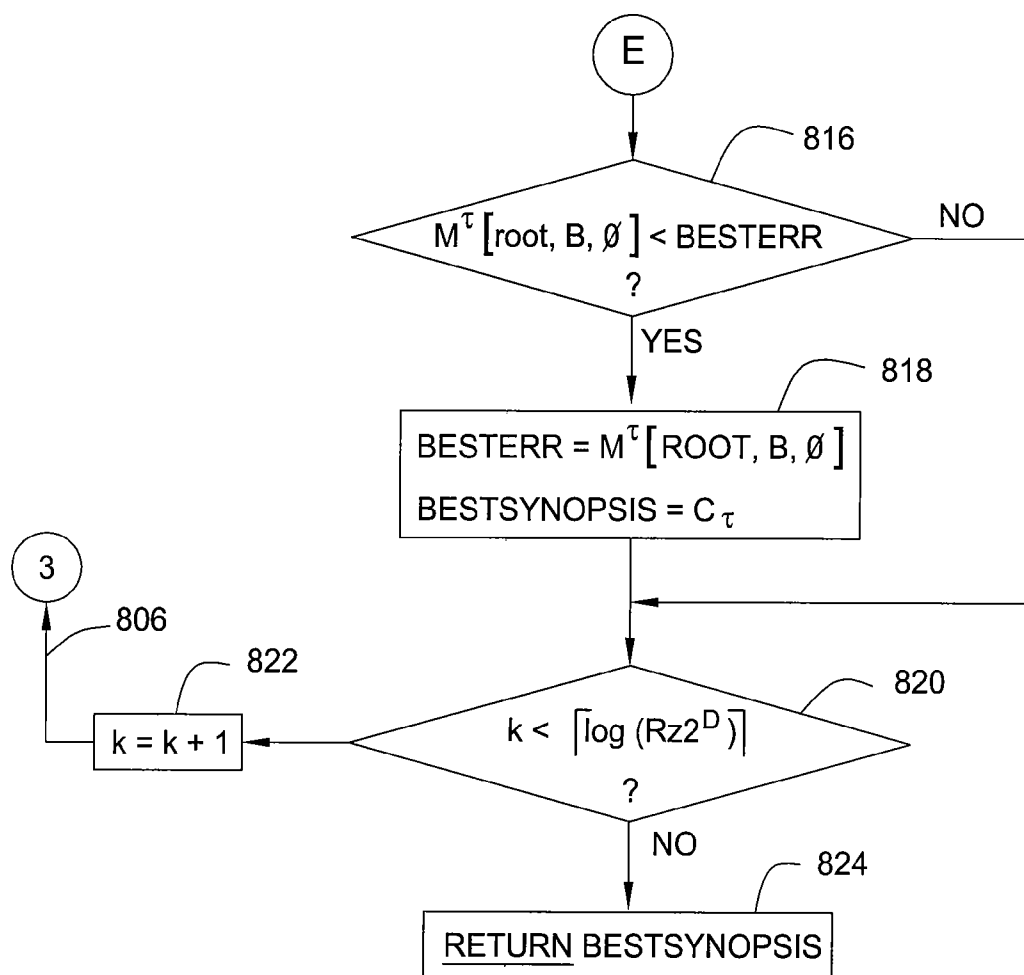 E
816
M^τ [root, B, Ø] < BESTERR
?
NO
YES
818
BESTERR = M^τ [ROOT, B, Ø]
BESTSYNOPSIS = C_τ
3
806
822
k = k + 1
820
k < ⌈log (Rz2^D)⌉
?
NO
824
RETURN BESTSYNOPSIS